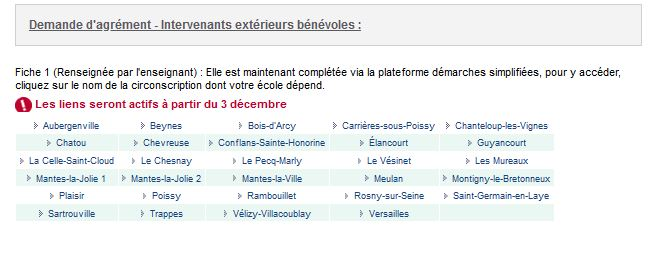 Demande d'agrément - Intervenants extérieurs bénévoles :
Fiche 1 (Renseignée par l'enseignant) : Elle est maintenant complétée via la plateforme démarches simplifiées, pour y accéder,
cliquez sur le nom de la circonscription dont votre école dépend.
Les liens seront actifs à partir du 3 décembre
Aubergenville Beynes Bois-d'Arcy Carrières-sous-Poissy Chanteloup-les-Vignes
Chatou Chevreuse Conflans-Sainte-Honorine Élancourt Guyancourt
La Celle-Saint-Cloud Le Chesnay Le Pecq-Marly Le Vésinet Les Mureaux
Mantes-la-Jolie 1 Mantes-la-Jolie 2 Mantes-la-Ville Meulan Montigny-le-Bretonneux
Plaisir Poissy Rambouillet Rosny-sur-Seine Saint-Germain-en-Laye
Sartrouville Trappes Vélizy-Villacoublay Versailles